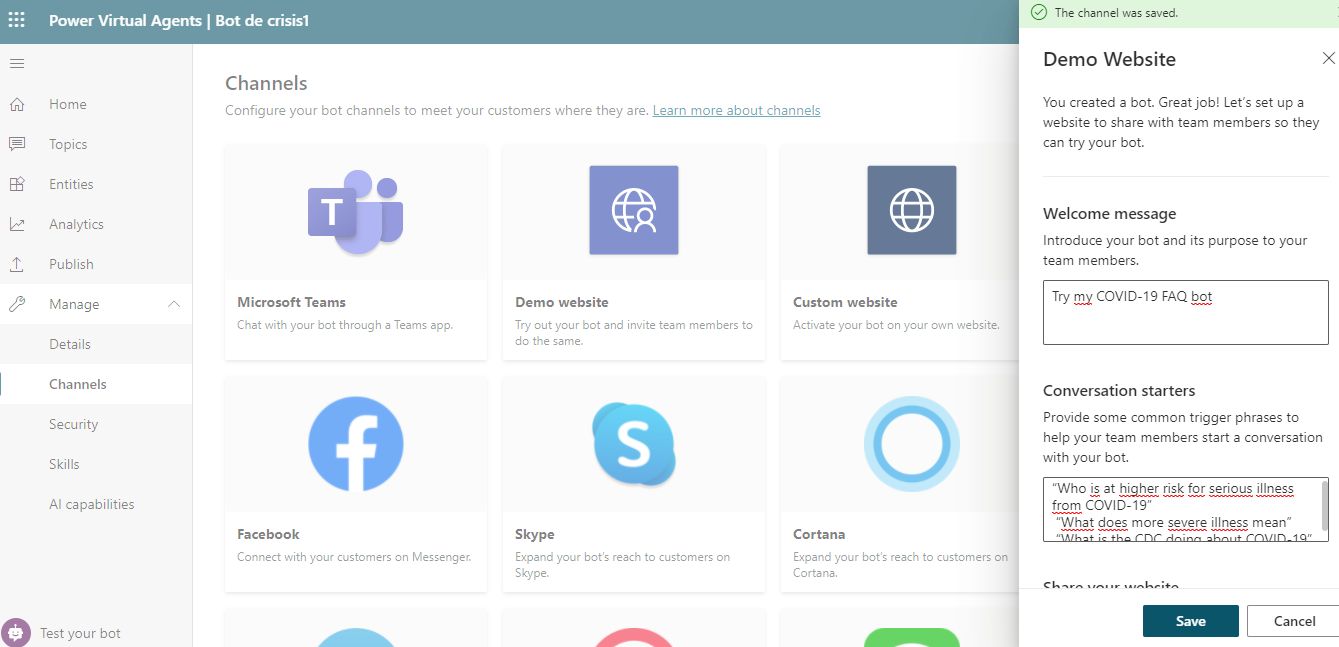 Power Virtual Agents | Bot de crisis1
Home
Topics
Entities
Analytics
Publish
Manage
Details
Channels
Security
Skills
AI capabilities
Test your bot
Channels
Configure your bot channels to meet your customers where they are. Learn more about channels
T
Microsoft Teams
Chat with your bot through a Teams app.
Demo website
Try out your bot and invite team members to
do the same.
Custom website
Activate your bot on your own website.
f
Facebook
Connect with your customers on Messenger.
S
Skype
Expand your bot's reach to customers on
Skype.
Cortana
Expand your bot's reach to customers on
Cortana.
The channel was saved.
Demo Website
You created a bot. Great job! Let's set up a
website to share with team members so they
can try your bot.
Welcome message
Introduce your bot and its purpose to your
team members.
Try my COVID-19 FAQ bot
Conversation starters
Provide some common trigger phrases to
help your team members start a conversation
with your bot.
“Who is at higher risk for serious illness
from COVID-19”
“What does more severe illness mean”
“What is the CDC doing about COVID-19”
Share your website
Save
Cancel